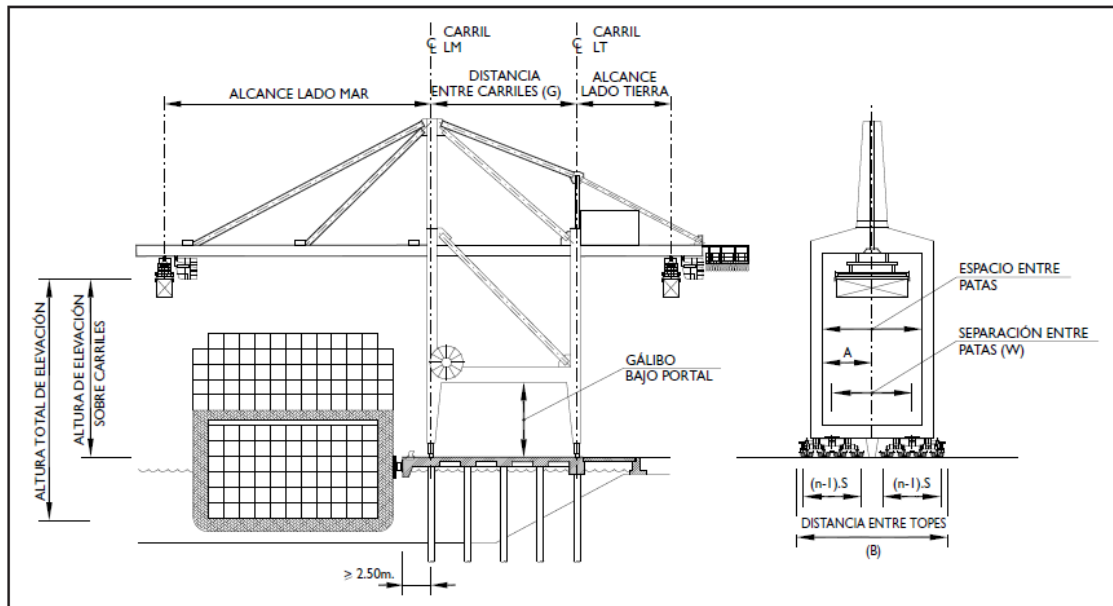 CARRIL
LM
CARRIL
LT
℄
℄
ALCANCE LADO MAR
DISTANCIA
ENTRE CARRILES (G)
ALCANCE
LADO TIERRA
ALTURA TOTAL DE ELEVACIÓN
ALTURA DE ELEVACIÓN
SOBRE CARRILES
GÁLIBO
BAJO PORTAL
≥ 2.50m.
ESPACIO ENTRE
PATAS
SEPARACIÓN ENTRE
PATAS (W)
A
(n-1).S
(n-1).S
DISTANCIA ENTRE TOPES
(B)